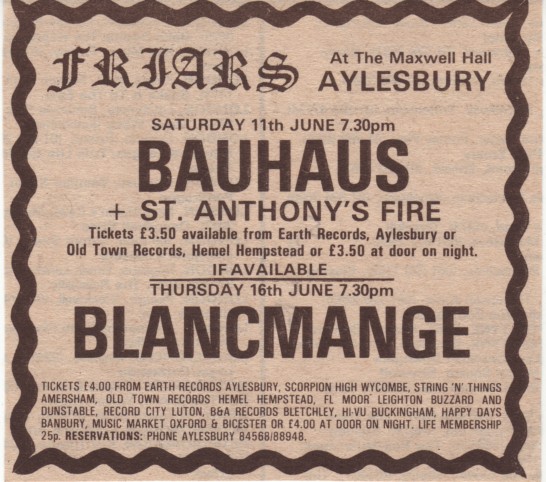 FRIARS At The Maxwell Hall
AYLESBURY
SATURDAY 11th JUNE 7.30pm
BAUHAUS
+ ST. ANTHONY'S FIRE
Tickets £3.50 available from Earth Records, Aylesbury or
Old Town Records, Hemel Hempstead or £3.50 at door on night.
IF AVAILABLE
THURSDAY 16th JUNE 7.30pm
BLANCMANGE
TICKETS £4.00 FROM EARTH RECORDS AYLESBURY, SCORPION HIGH WYCOMBE, STRING 'N' THINGS
AMERSHAM, OLD TOWN RECORDS HEMEL HEMPSTEAD, FL MOOR LEIGHTON BUZZARD AND
DUNSTABLE, RECORD CITY LUTON, B&A RECORDS BLETCHLEY, HI-VU BUCKINGHAM, HAPPY DAYS
BANBURY, MUSIC MARKET OXFORD & BICESTER OR £4.00 AT DOOR ON NIGHT. LIFE MEMBERSHIP
25p. RESERVATIONS: PHONE AYLESBURY 84568/88948.